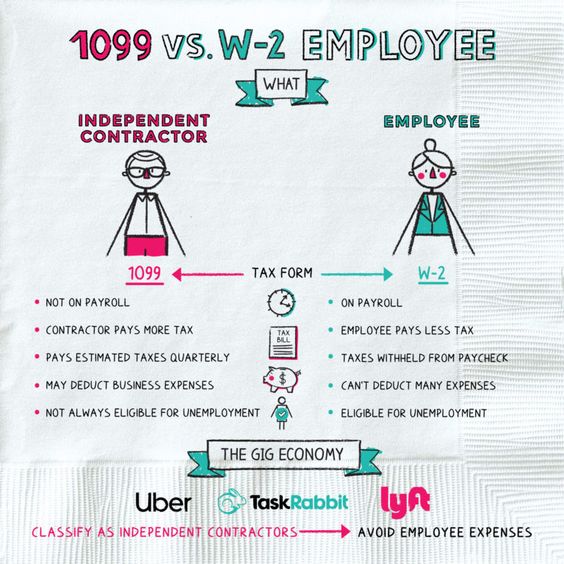 1099 VS. W-2 EMPLOYEE
WHAT
INDEPENDENT
CONTRACTOR
EMPLOYEE
1099
TAX FORM
W-2
• NOT ON PAYROLL
• ON PAYROLL
• CONTRACTOR PAYS MORE TAX
TAX
BILL
• EMPLOYEE PAYS LESS TAX
• PAYS ESTIMATED TAXES QUARTERLY
• TAXES WITHHELD FROM PAYCHECK
$
• MAY DEDUCT BUSINESS EXPENSES
• CAN'T DEDUCT MANY EXPENSES
• NOT ALWAYS ELIGIBLE FOR UNEMPLOYMENT
• ELIGIBLE FOR UNEMPLOYMENT
THE GIG ECONOMY
Uber
TaskRabbit
lyft
CLASSIFY AS INDEPENDENT CONTRACTORS
AVOID EMPLOYEE EXPENSES